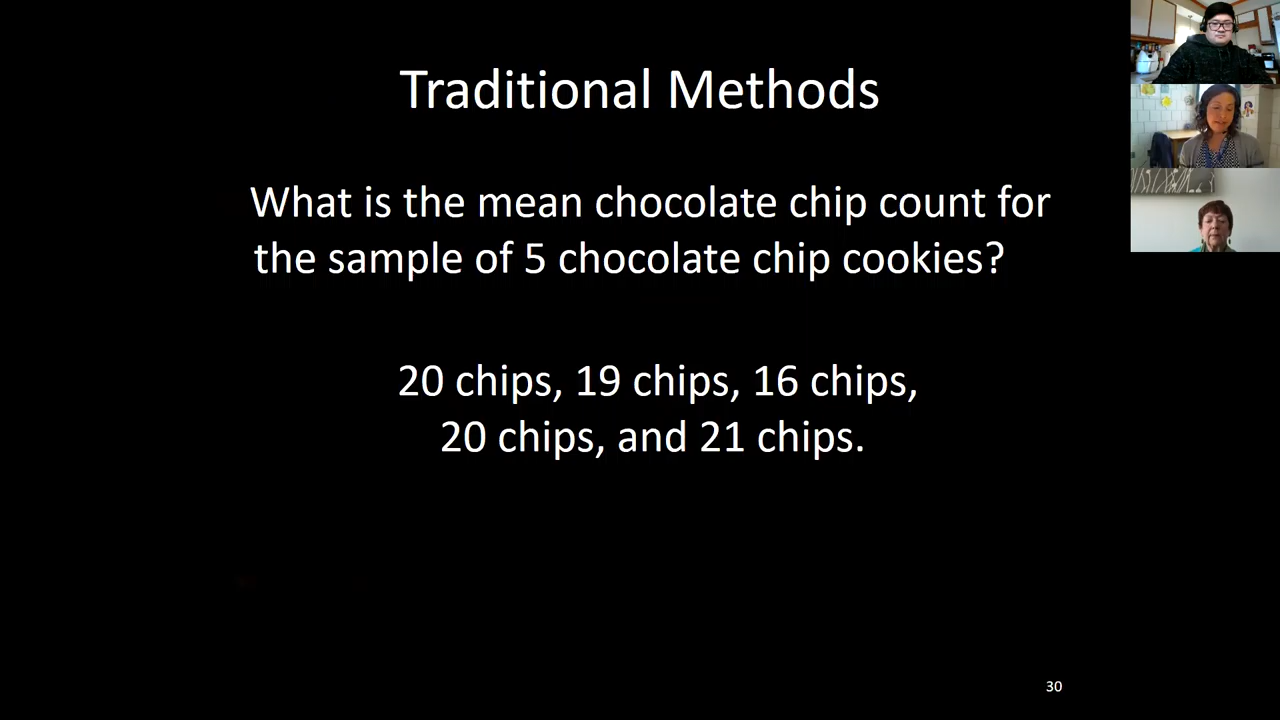 Traditional Methods
What is the mean chocolate chip count for
the sample of 5 chocolate chip cookies?
20 chips, 19 chips, 16 chips,
20 chips, and 21 chips.
30